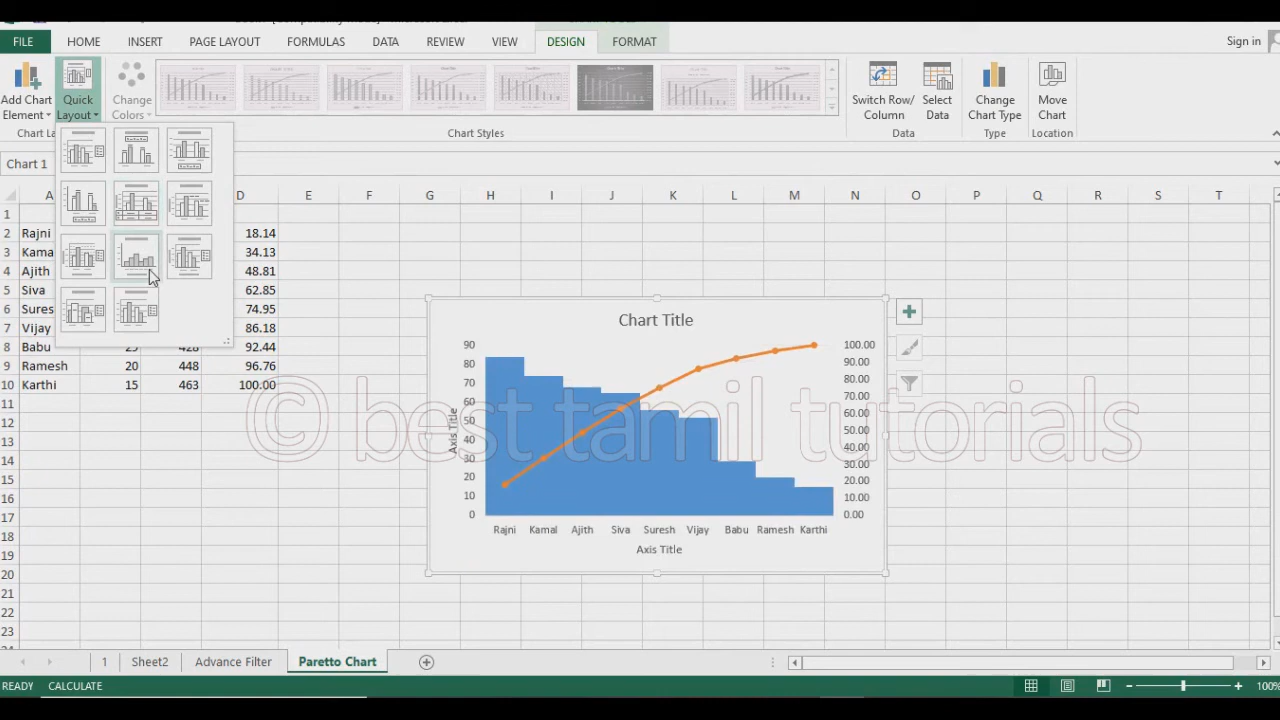 FILE HOME INSERT PAGE LAYOUT FORMULAS DATA REVIEW VIEW DESIGN FORMAT Sign in
Add Chart Element Quick Layout Change Colors Switch Row/ Column Select Data Change Chart Type Move Chart
Chart Styles Data Type Location
Chart 1
A D E F G H I J K L M N O P Q R S T
1
2 Rajni 18.14
3 Kama 34.13
4 Ajith 48.81
5 Siva 62.85
6 Sures 74.95
7 Vijay 86.18
8 Babu 428 92.44
9 Ramesh 20 448 96.76
10 Karthi 15 463 100.00
11
12
13
14
15
16
17
18
19
20
21
22
23
Chart Title
90 100.00
80 90.00
70 80.00
60 70.00
50 60.00
40 50.00
30 40.00
20 30.00
10 20.00
0 10.00
0.00
Axis Title
Rajni Kamal Ajith Siva Suresh Vijay Babu Ramesh Karthi
Axis Title
© best tamil tutorials
1 Sheet2 Advance Filter Paretto Chart
READY CALCULATE 100%